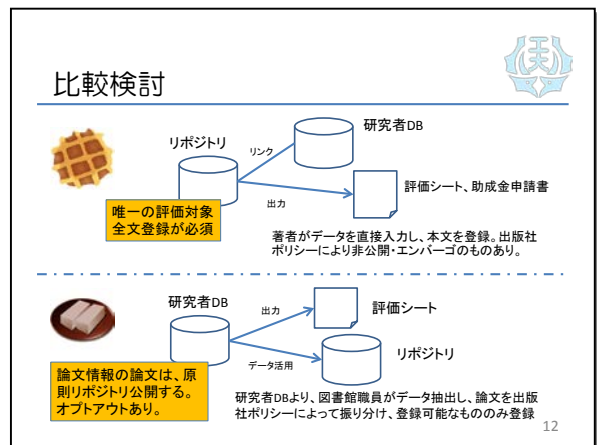 比較検討
リポジトリ
リンク
研究者DB
出力
評価シート、助成金申請書
唯一の評価対象
全文登録が必須
著者がデータを直接入力し、本文を登録。出版社
ポリシーにより非公開・エンバーゴのものあり。
研究者DB
出力
評価シート
データ活用
リポジトリ
論文情報の論文は、原
則リポジトリ公開する。
オプトアウトあり。
研究者DBより、図書館職員がデータ抽出し、論文を出版
社ポリシーによって振り分け、登録可能なもののみ登録
12